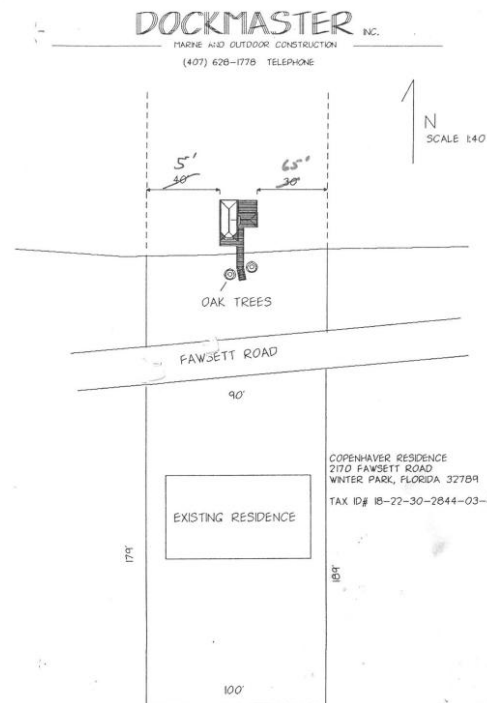 DOCKMASTER INC.
MARINE AND OUTDOOR CONSTRUCTION
(407) 628-1778 TELEPHONE
N
SCALE 1:40
5' 65'
40' 30'
OAK TREES
FAWSETT ROAD
90'
COPENHAVER RESIDENCE
2170 FAWSETT ROAD
WINTER PARK, FLORIDA 32789
TAX ID# 18-22-30-2844-03-
EXISTING RESIDENCE
179'
189'
100'